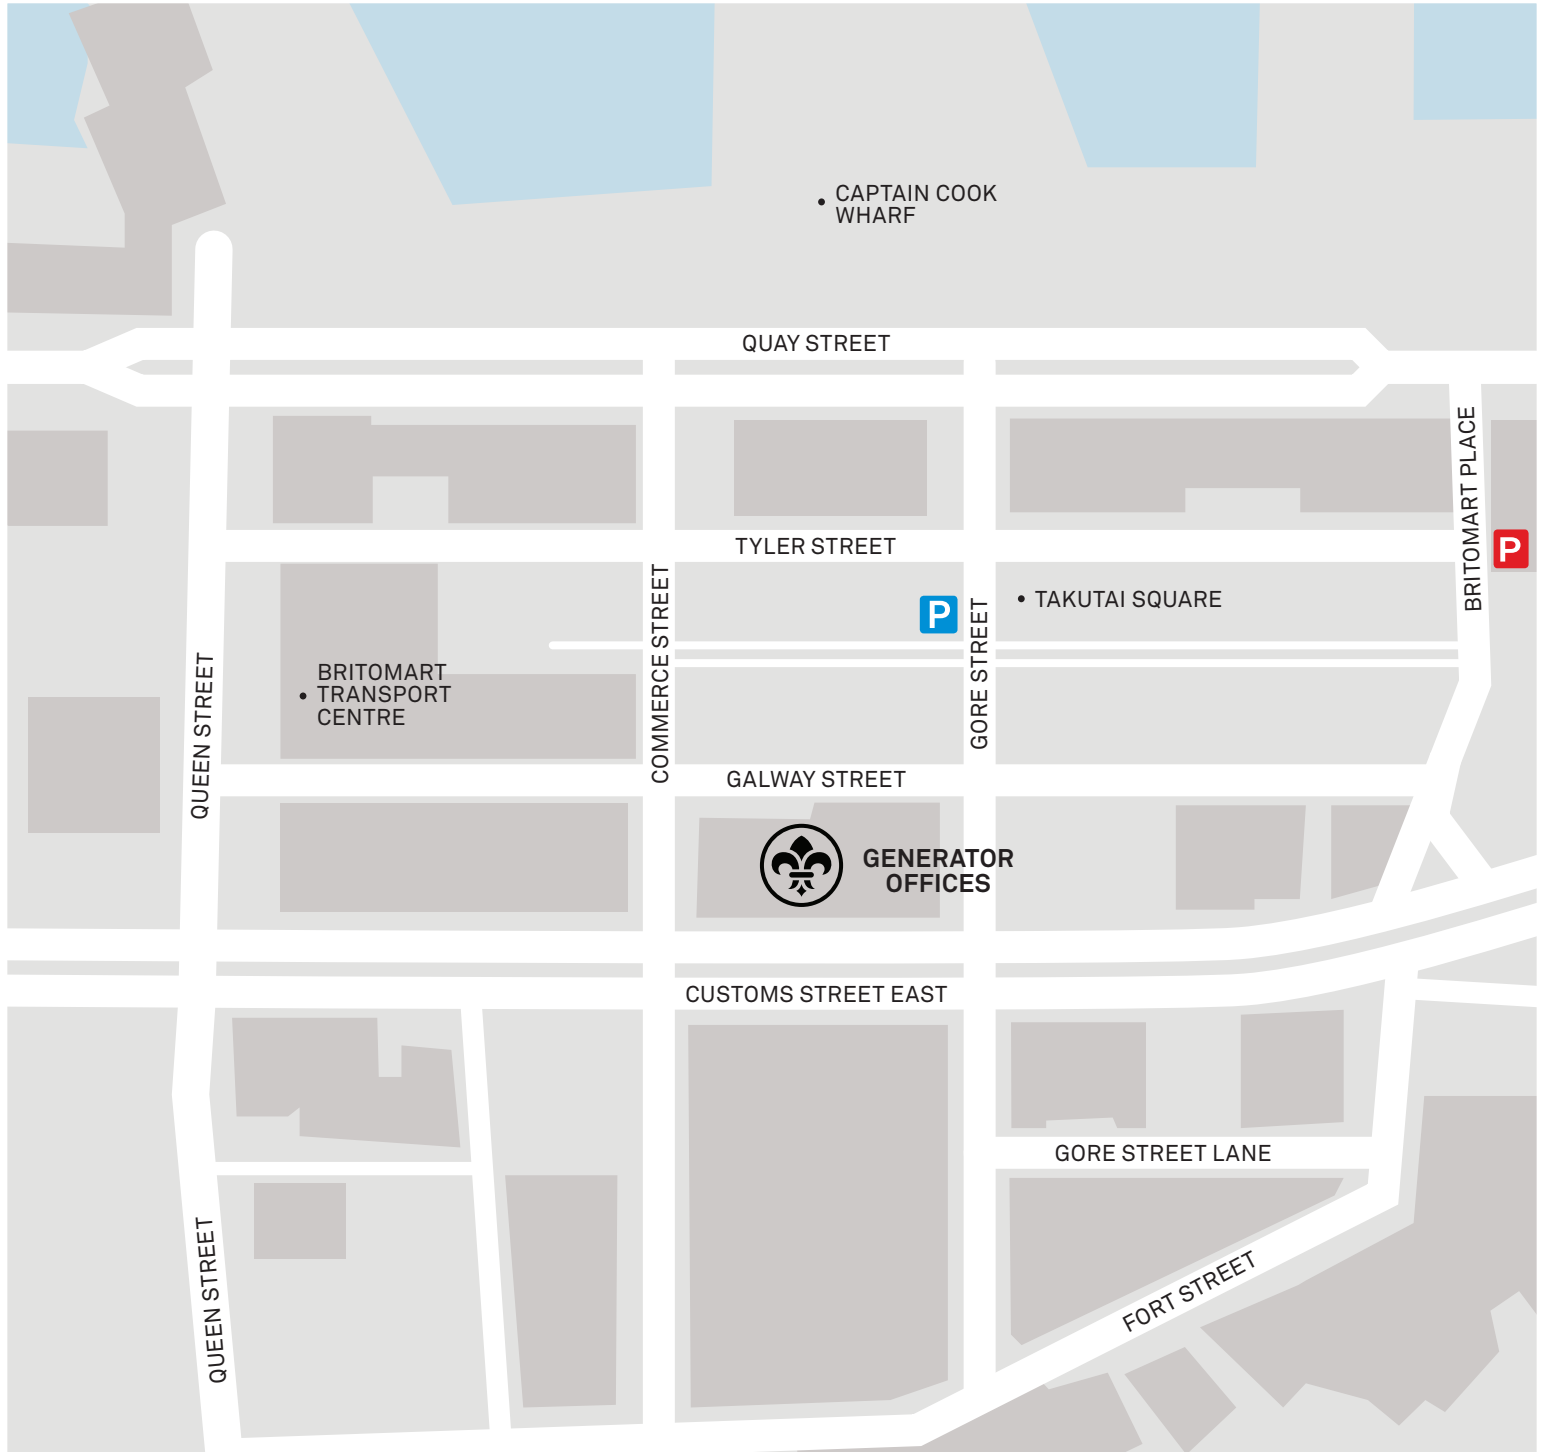 CAPTAIN COOK
WHARF
QUAY STREET
BRITOMART PLACE
TYLER STREET
P
P
TAKUTAI SQUARE
COMMERCE STREET
GORE STREET
QUEEN STREET
BRITOMART
TRANSPORT
CENTRE
GALWAY STREET
GENERATOR
OFFICES
CUSTOMS STREET EAST
GORE STREET LANE
QUEEN STREET
FORT STREET